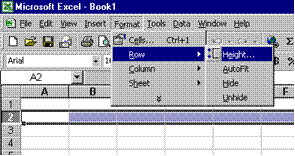 Microsoft Excel - Book1
File Edit View Insert Format Tools Data Window Help
Cells... Ctrl+1
Arial
Row Height...
A2
Column AutoFit
Sheet Hide
Unhide
A B F
1
2
3
4